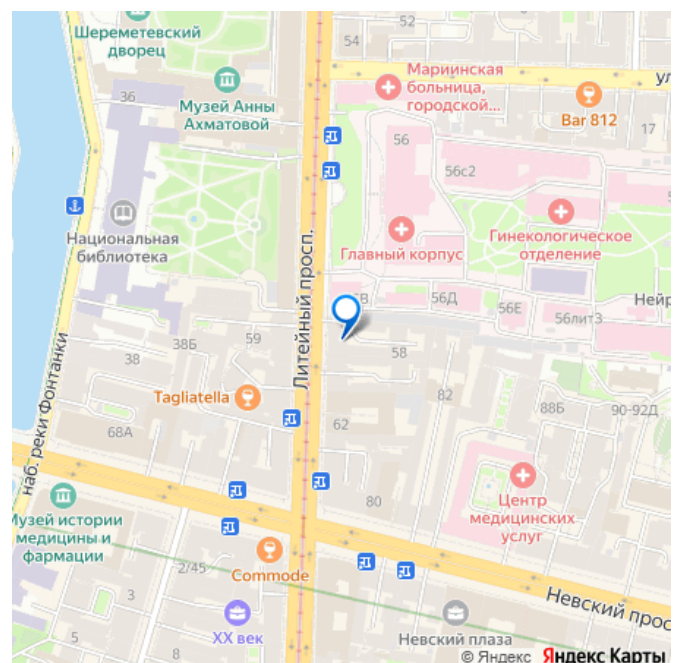 Шереметевский
дворец
52
54
Мариинская
больница,
городской...
ул
36
Музей Анны
Ахматовой
Bar 812
17
56
56с2
Национальная
библиотека
Главный корпус
Гинекологическое
отделение
Литейный просп.
56Д
56Е
56лит3
Нейр
59
38Б
38
58
Tagliatella
наб. реки Фонтанки
82
88Б
90-92Д
68А
62
80
Центр
медицинских
услуг
Музей истории
медицины и
фармации
Commode
2/45
3
5
XX век
Невский плаза
Невский прос
© Яндекс Яндекс Карты